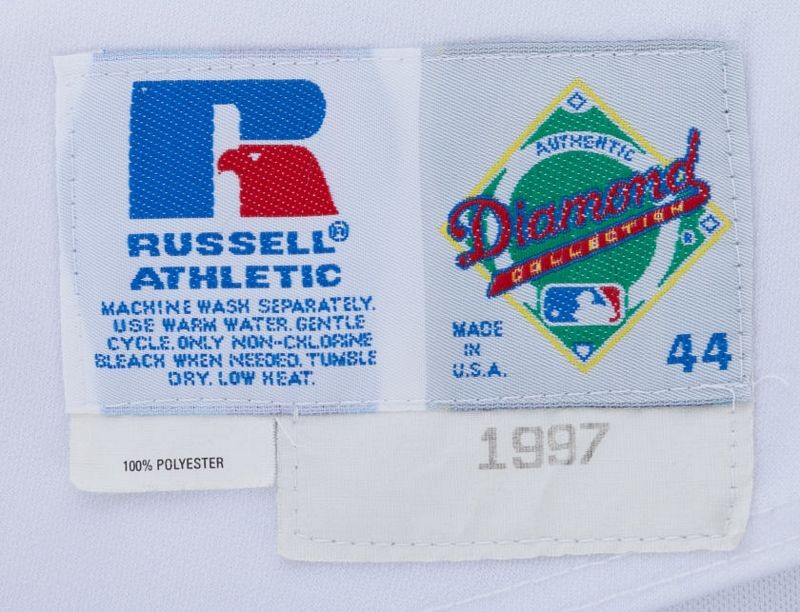 R
RUSSELL®
ATHLETIC
MACHINE WASH SEPARATELY.
USE WARM WATER. GENTLE
CYCLE. ONLY NON-CHLORINE
BLEACH WHEN NEEDED. TUMBLE
DRY. LOW HEAT.
AUTHENTIC
Diamond
COLLECTION
®
MADE
IN
U.S.A.
44
100% POLYESTER
1997